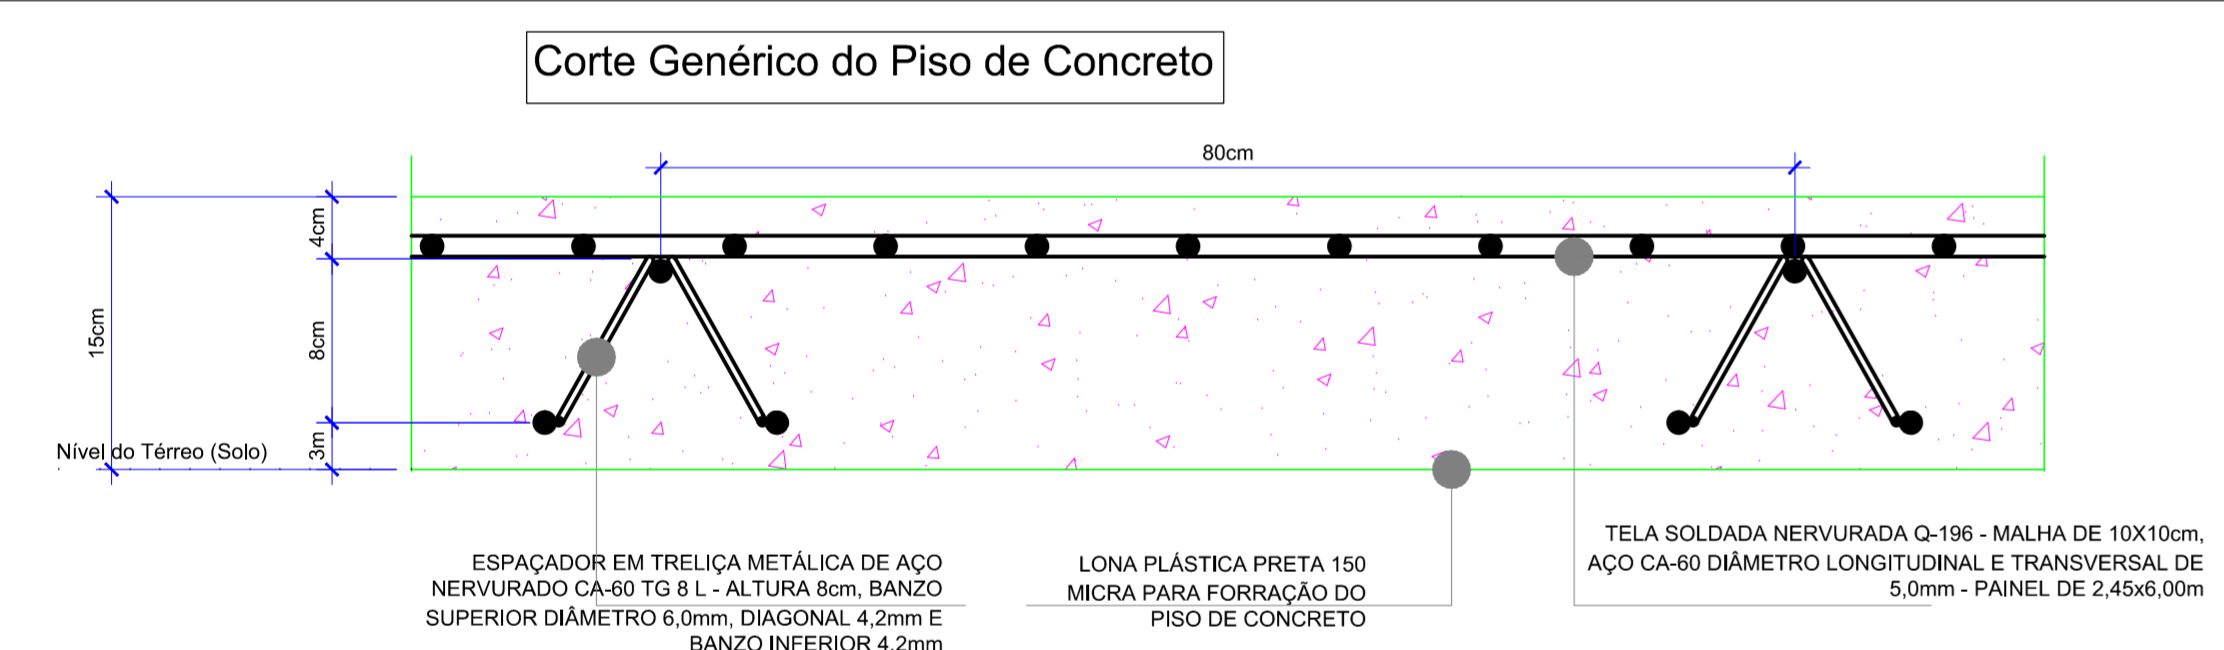 Corte Genérico do Piso de Concreto
80cm
4cm
15cm
8cm
3m
Nível do Térreo (Solo)
ESPAÇADOR EM TRELIÇA METÁLICA DE AÇO
NERVURADO CA-60 TG 8 L - ALTURA 8cm, BANZO
SUPERIOR DIÂMETRO 6,0mm, DIAGONAL 4,2mm E
BANZO INFERIOR 4,2mm
LONA PLÁSTICA PRETA 150
MICRA PARA FORRAÇÃO DO
PISO DE CONCRETO
TELA SOLDADA NERVURADA Q-196 - MALHA DE 10X10cm,
AÇO CA-60 DIÂMETRO LONGITUDINAL E TRANSVERSAL DE
5,0mm - PAINEL DE 2,45x6,00m